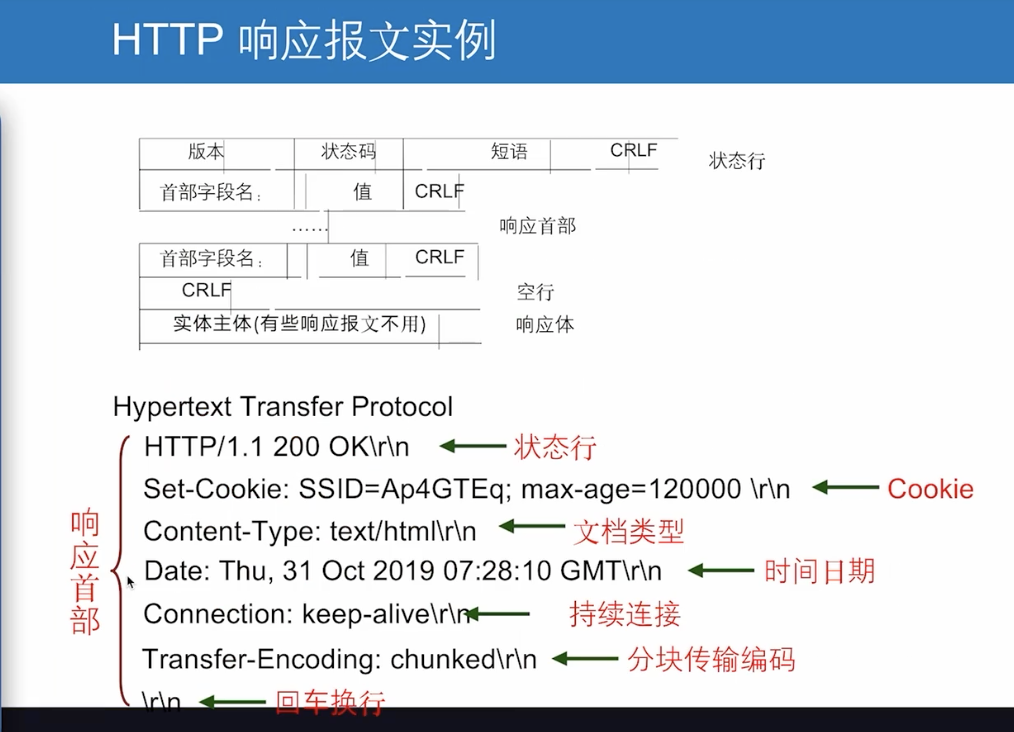 HTTP 响应报文实例
版本 状态码 短语 CRLF 状态行
首部字段名: 值 CRLF
…… 响应首部
首部字段名: 值 CRLF
CRLF 空行
实体主体(有些响应报文不用) 响应体
Hypertext Transfer Protocol
HTTP/1.1 200 OK\r\n 状态行
Set-Cookie: SSID=Ap4GTEq; max-age=120000 \r\n Cookie
Content-Type: text/html\r\n 文档类型
响应首部
Date: Thu, 31 Oct 2019 07:28:10 GMT\r\n 时间日期
Connection: keep-alive\r\n 持续连接
Transfer-Encoding: chunked\r\n 分块传输编码
\r\n 回车换行